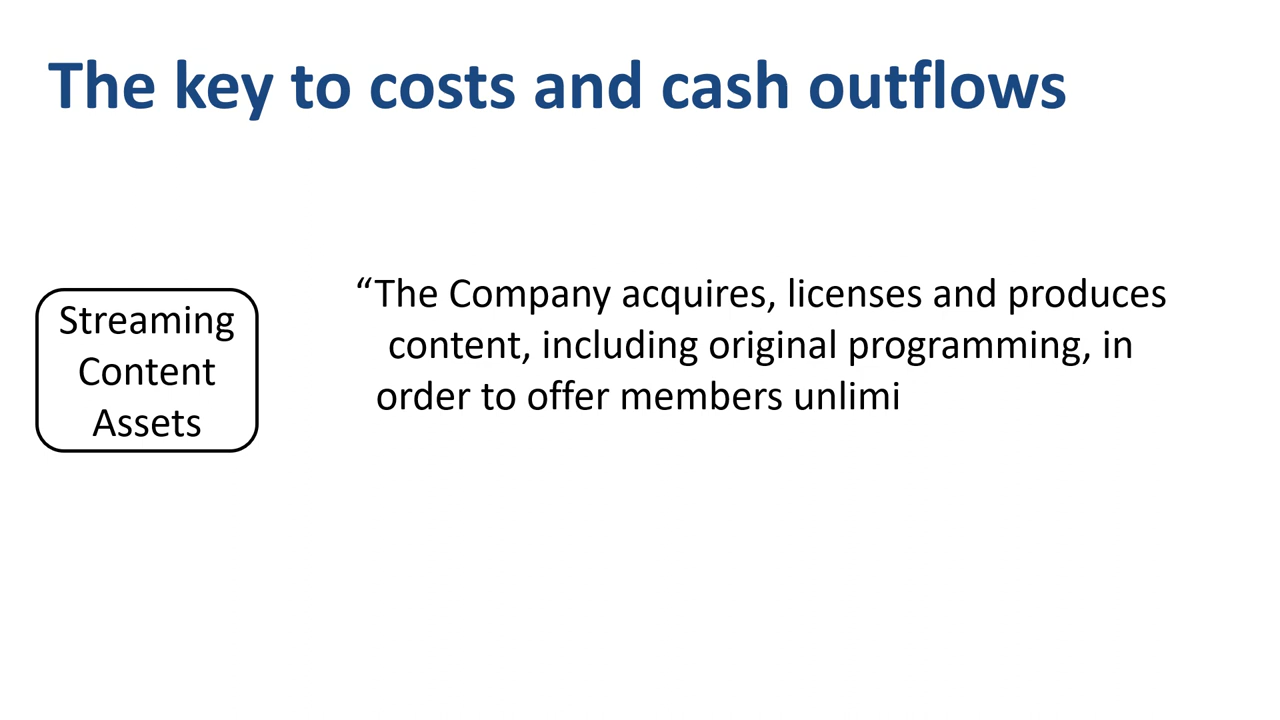 The key to costs and cash outflows
Streaming
Content
Assets
“The Company acquires, licenses and produces
content, including original programming, in
order to offer members unlimi